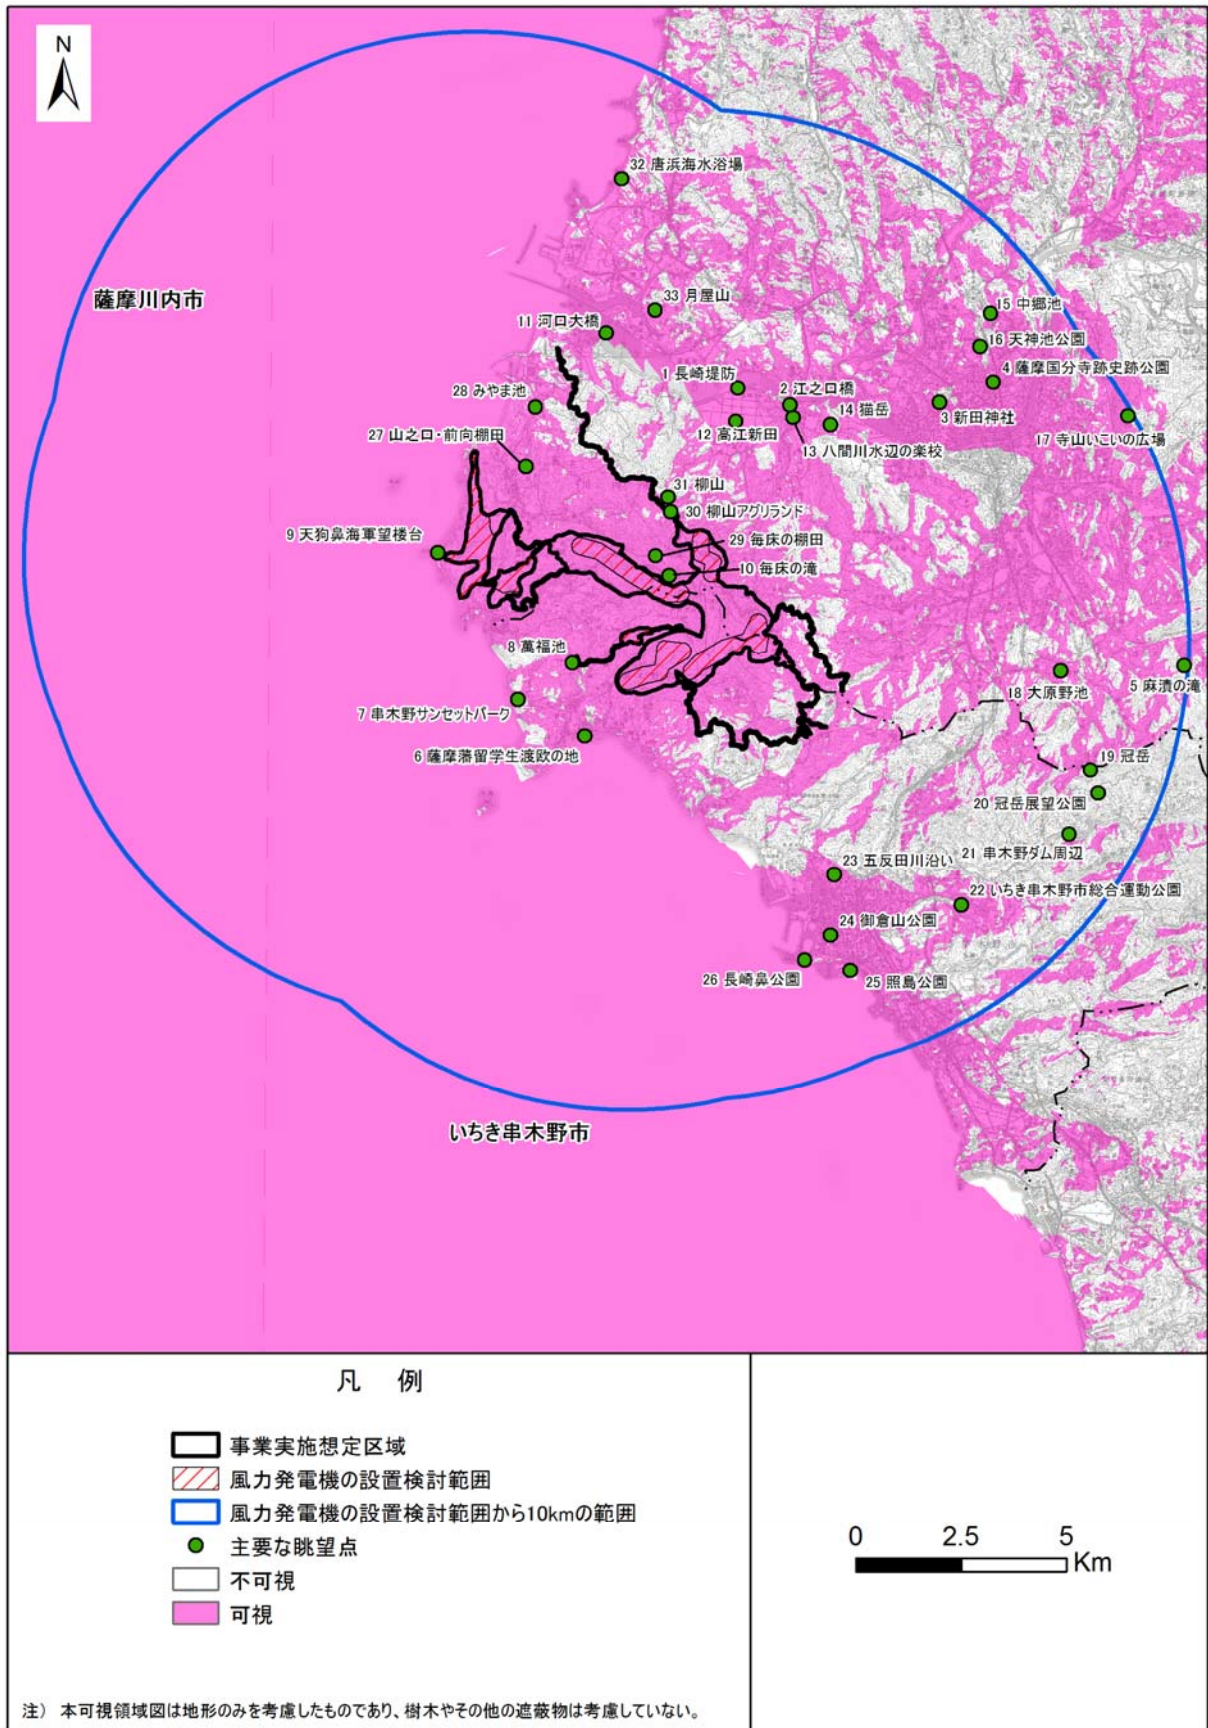 N
32 唐浜海水浴場
薩摩川内市
33 月屋山
11 河口大橋
15 中郷池
16 天神池公園
1 長崎堤防
2 江之口橋
4 薩摩国分寺跡史跡公園
28 みやま池
14 猫岳
3 新田神社
12 高江新田
17 寺山いこいの広場
27 山之口・前向棚田
13 八間川水辺の楽校
31 柳山
30 柳山アグリランド
9 天狗鼻海軍望楼台
29 毎床の棚田
10 毎床の滝
8 萬福池
18 大原野池
5 麻漬の滝
7 串木野サンセットパーク
6 薩摩藩留学生渡欧の地
19 冠岳
20 冠岳展望公園
21 串木野ダム周辺
23 五反田川沿い
22 いちき串木野市総合運動公園
24 御倉山公園
26 長崎鼻公園
25 照島公園
いちき串木野市
凡 例
事業実施想定区域
風力発電機の設置検討範囲
風力発電機の設置検討範囲から10kmの範囲
主要な眺望点
不可視
可視
0 2.5 5
Km
注） 本可視領域図は地形のみを考慮したものであり、樹木やその他の遮蔽物は考慮していない。